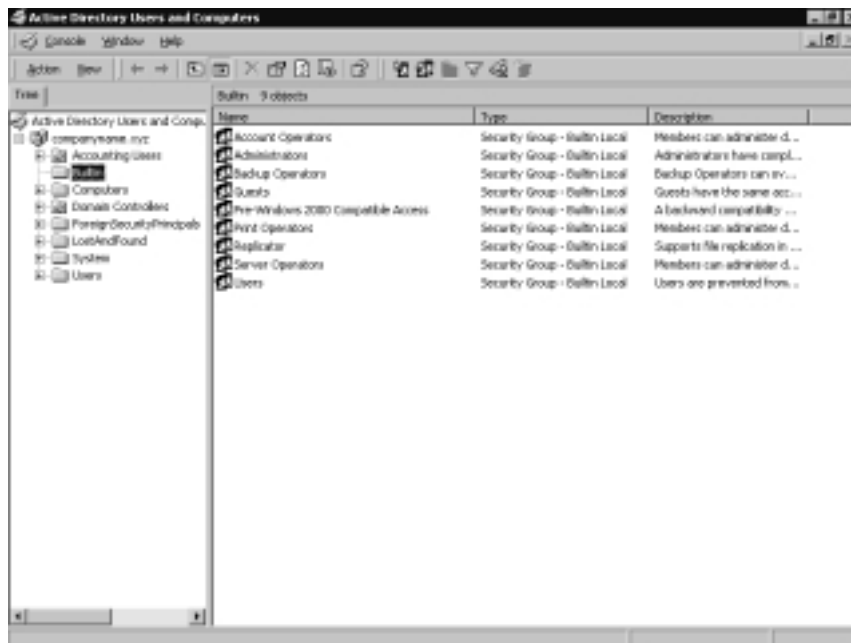 Active Directory Users and Computers
Console Window Help
Action View
Tree
Builtin 9 objects
Active Directory Users and Compu
companyname.xyz
Accounting Users
Builtin
Computers
Domain Controllers
ForeignSecurityPrincipals
LostAndFound
System
Users
Name Type Description
Account Operators Security Group - Builtin Local Members can administer d...
Administrators Security Group - Builtin Local Administrators have compl...
Backup Operators Security Group - Builtin Local Backup Operators can ov...
Guests Security Group - Builtin Local Guests have the same acc...
Pre-Windows 2000 Compatible Access Security Group - Builtin Local A backward compatibility ...
Print Operators Security Group - Builtin Local Members can administer d...
Replicator Security Group - Builtin Local Supports file replication in ...
Server Operators Security Group - Builtin Local Members can administer d...
Users Security Group - Builtin Local Users are prevented from...